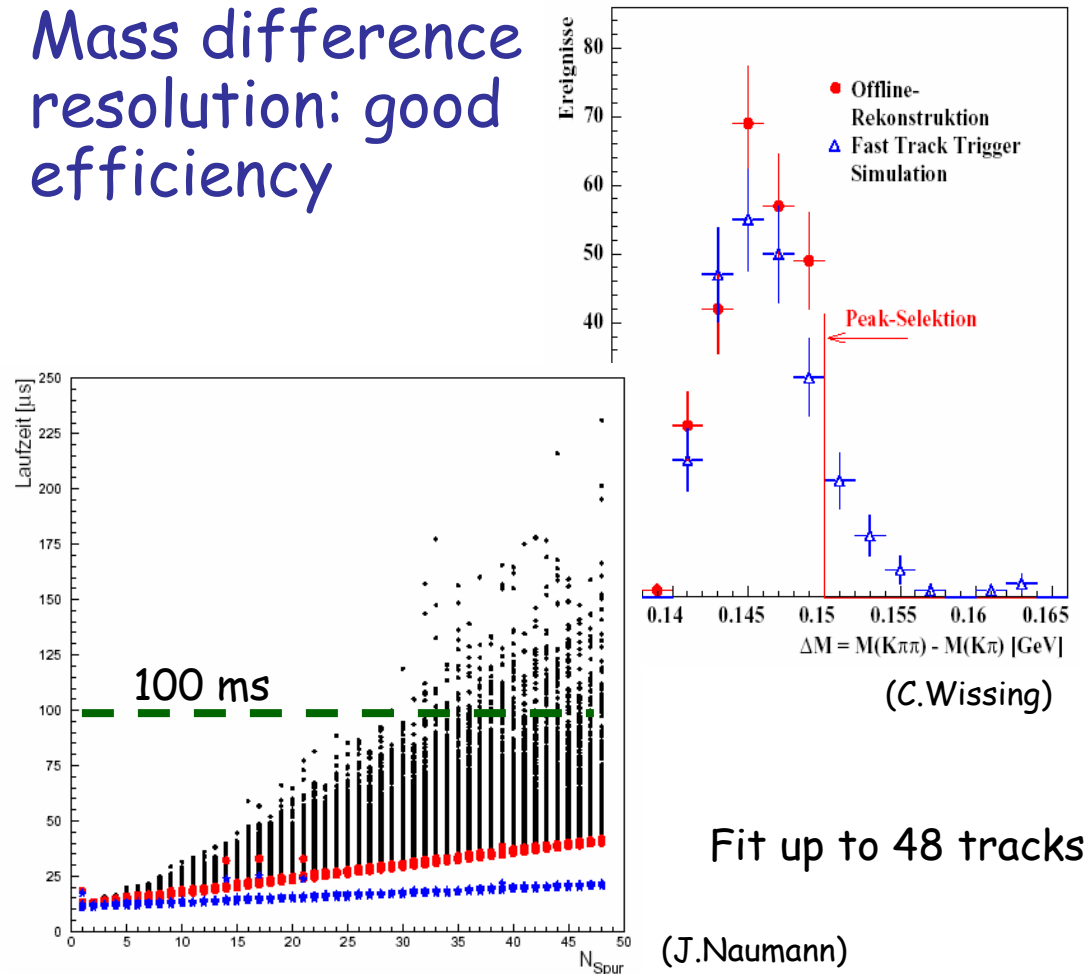 Mass difference
resolution: good
efficiency
Ereignisse
80
70
60
50
40
Offline-
Rekonstruktion
Fast Track Trigger
Simulation
Peak-Selektion
0.14 0.145 0.15 0.155 0.16 0.165
ΔM = M(Kππ) - M(Kπ) [GeV]
(C.Wissing)
Laufzeit [µs]
250
225
200
175
150
125
100
75
50
25
0
100 ms
0 5 10 15 20 25 30 35 40 45 50
N_Spur
(J.Naumann)
Fit up to 48 tracks